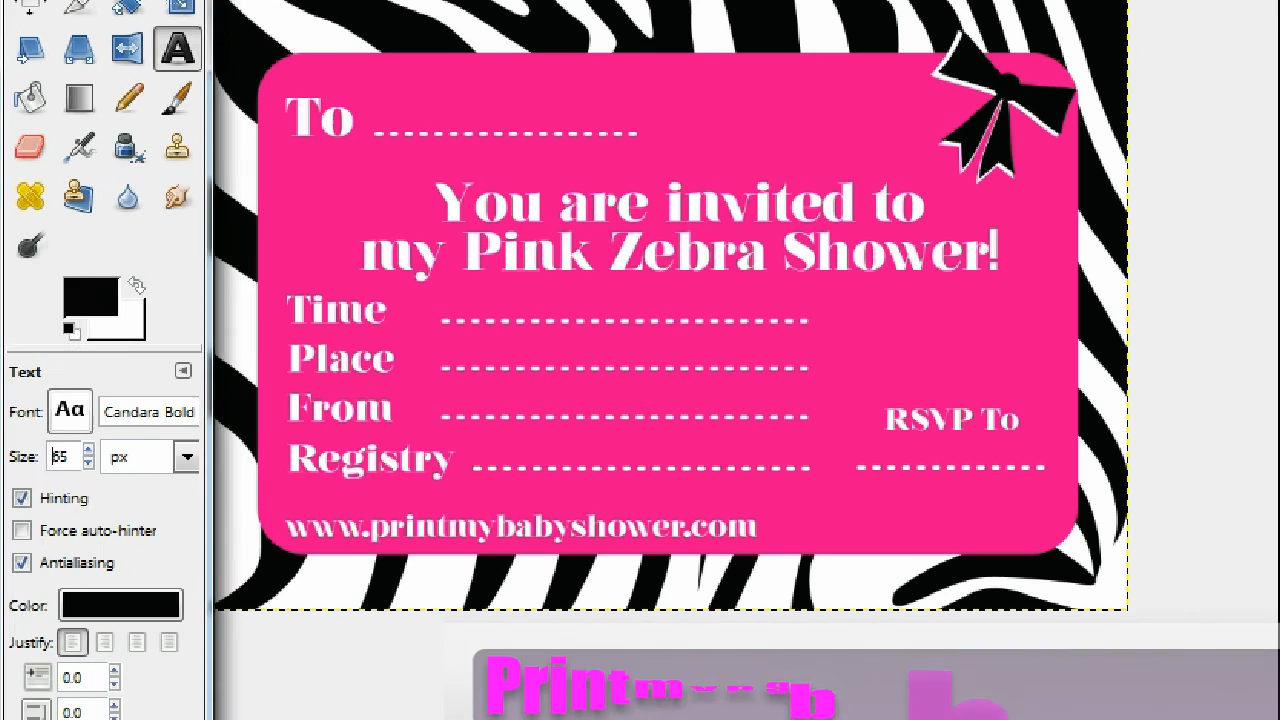 To .................
You are invited to
my Pink Zebra Shower!
Time ........................
Place ........................
From ........................
RSVP To
Registry ....................... .............
www.printmybabyshower.com
Text
Font: Aa Candara Bold
Size: 65 px
Hinting
Force auto-hinter
Antialiasing
Color:
Justify:
0.0
0.0